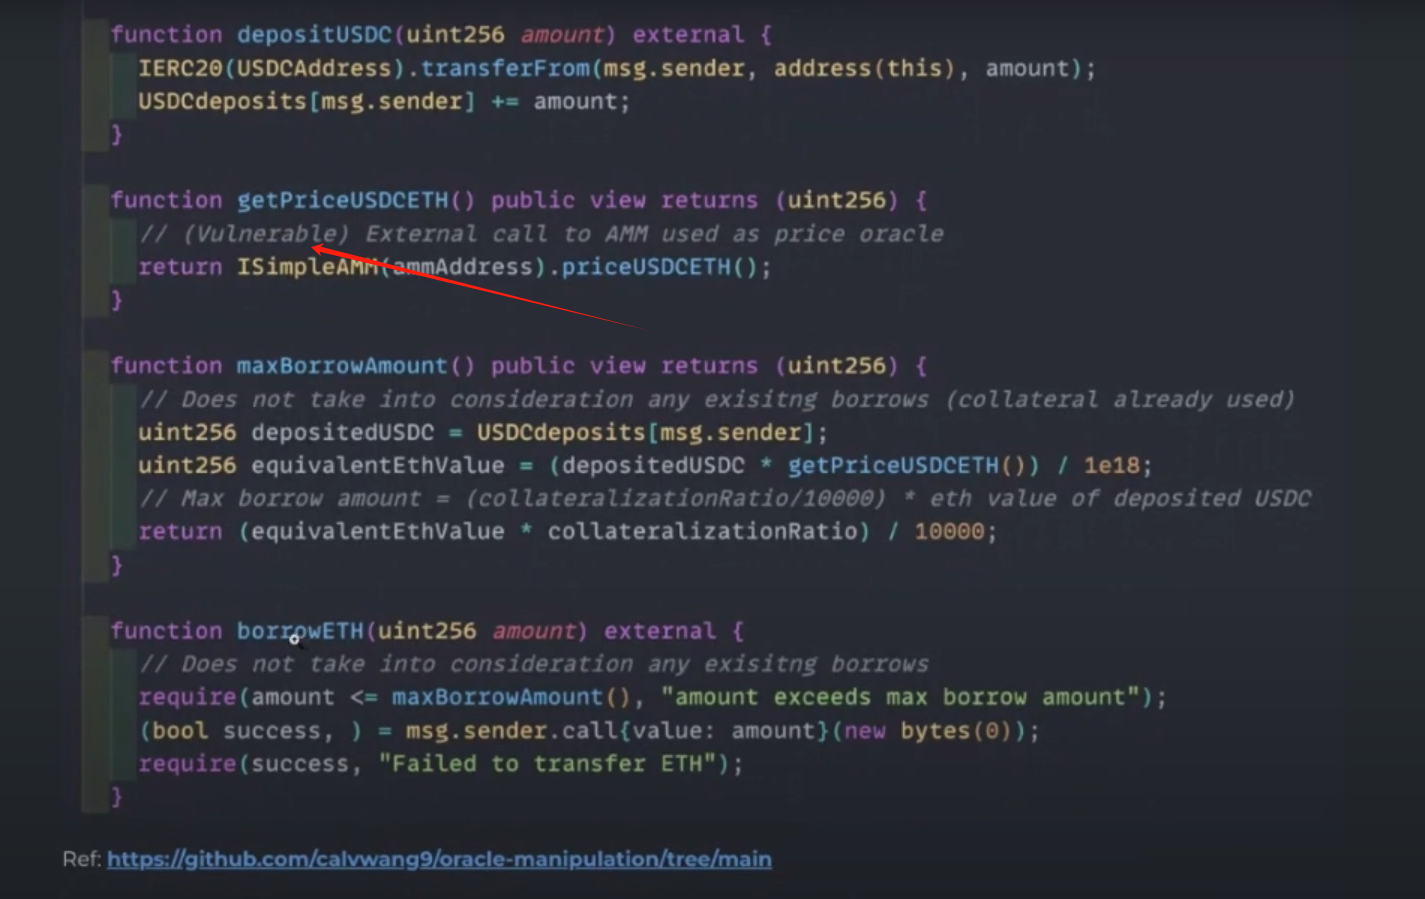 function depositUSDC(uint256 amount) external {
IERC20(USDCAddress).transferFrom(msg.sender, address(this), amount);
USDCdeposits[msg.sender] += amount;
}
function getPriceUSDCETH() public view returns (uint256) {
// (Vulnerable) External call to AMM used as price oracle
return ISimpleAMM(ammAddress).priceUSDCETH();
}
function maxBorrowAmount() public view returns (uint256) {
// Does not take into consideration any exisitng borrows (collateral already used)
uint256 depositedUSDC = USDCdeposits[msg.sender];
uint256 equivalentEthValue = (depositedUSDC * getPriceUSDCETH()) / 1e18;
// Max borrow amount = (collateralizationRatio/10000) * eth value of deposited USDC
return (equivalentEthValue * collateralizationRatio) / 10000;
}
function borrowETH(uint256 amount) external {
// Does not take into consideration any exisitng borrows
require(amount <= maxBorrowAmount(), "amount exceeds max borrow amount");
(bool success, ) = msg.sender.call{value: amount}(new bytes(0));
require(success, "Failed to transfer ETH");
}
Ref: https://github.com/calvwang9/oracle-manipulation/tree/main